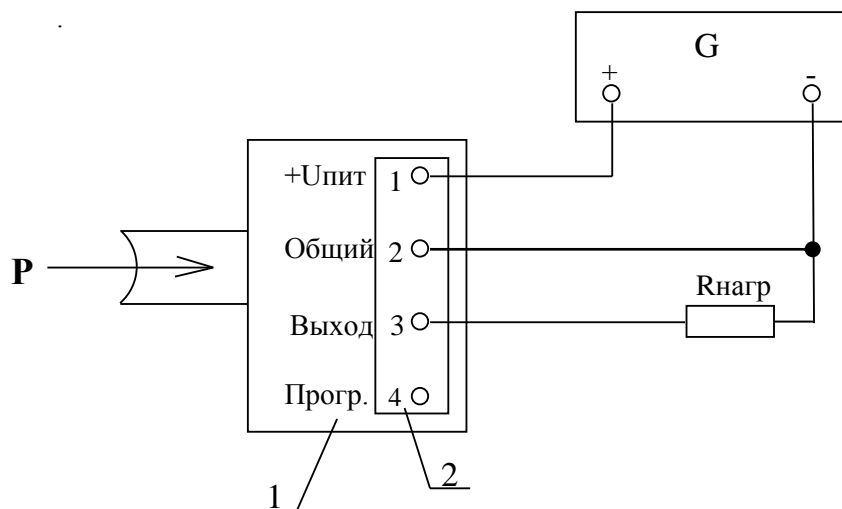 G
+ -
+Uпит 1
Общий 2
P
Rнагр
Выход 3
Прогр. 4
1 2